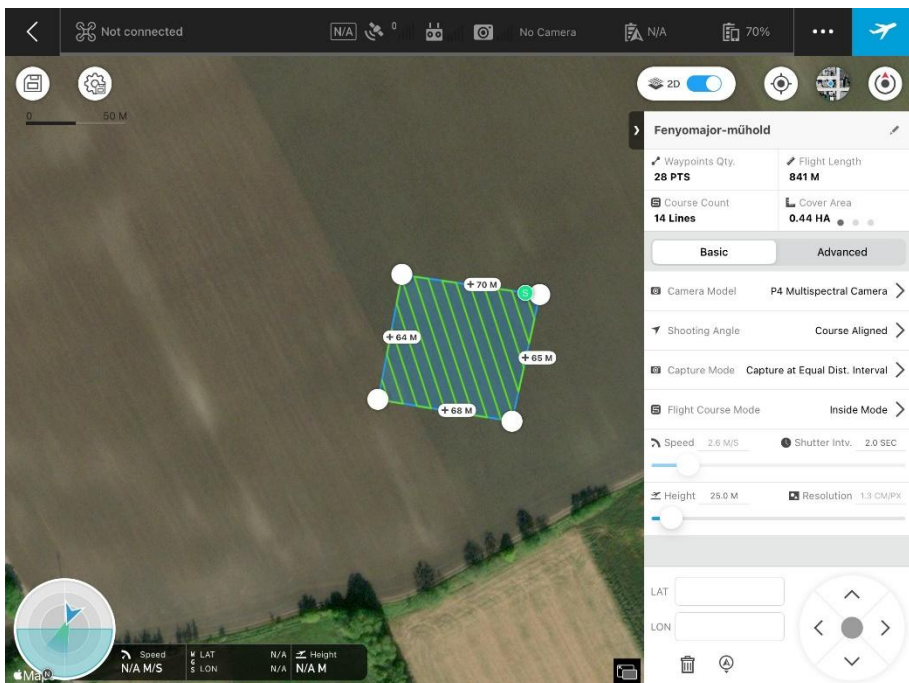 Not connected
N/A
0
No Camera
N/A
70%
2D
0 50 M
Fenyomajor-műhold
Waypoints Qty.
28 PTS
Flight Length
841 M
Course Count
14 Lines
Cover Area
0.44 HA
Basic
Advanced
Camera Model P4 Multispectral Camera
Shooting Angle Course Aligned
Capture Mode Capture at Equal Dist. Interval
Flight Course Mode Inside Mode
Speed 2.6 M/S Shutter Intv. 2.0 SEC
Height 25.0 M Resolution 1.3 CM/PX
LAT
LON
+ 70 M
S
+ 64 M
+ 65 M
+ 68 M
Speed
N/A M/S
W G S
LAT N/A
LON N/A
Height
N/A M
Maps
N